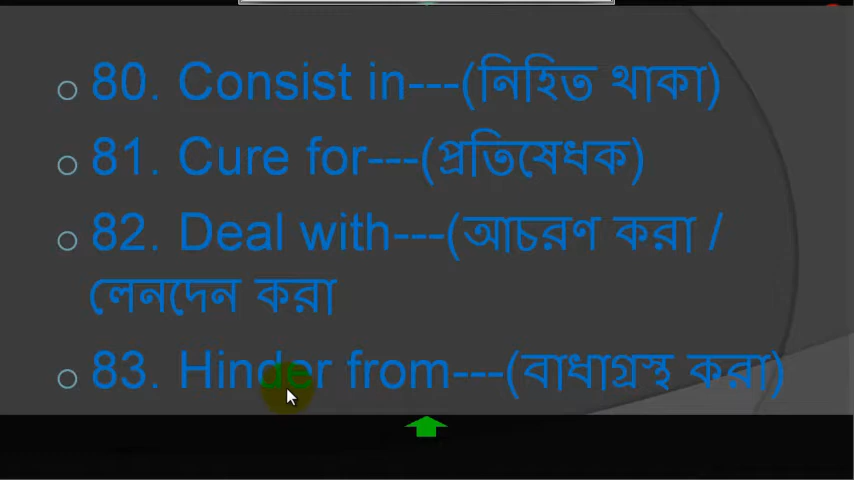 80. Consist in---(নিহিত থাকা)
81. Cure for---(প্রতিষেধক)
82. Deal with---(আচরণ করা /
লেনদেন করা
83. Hinder from---(বাধাগ্রস্থ করা)